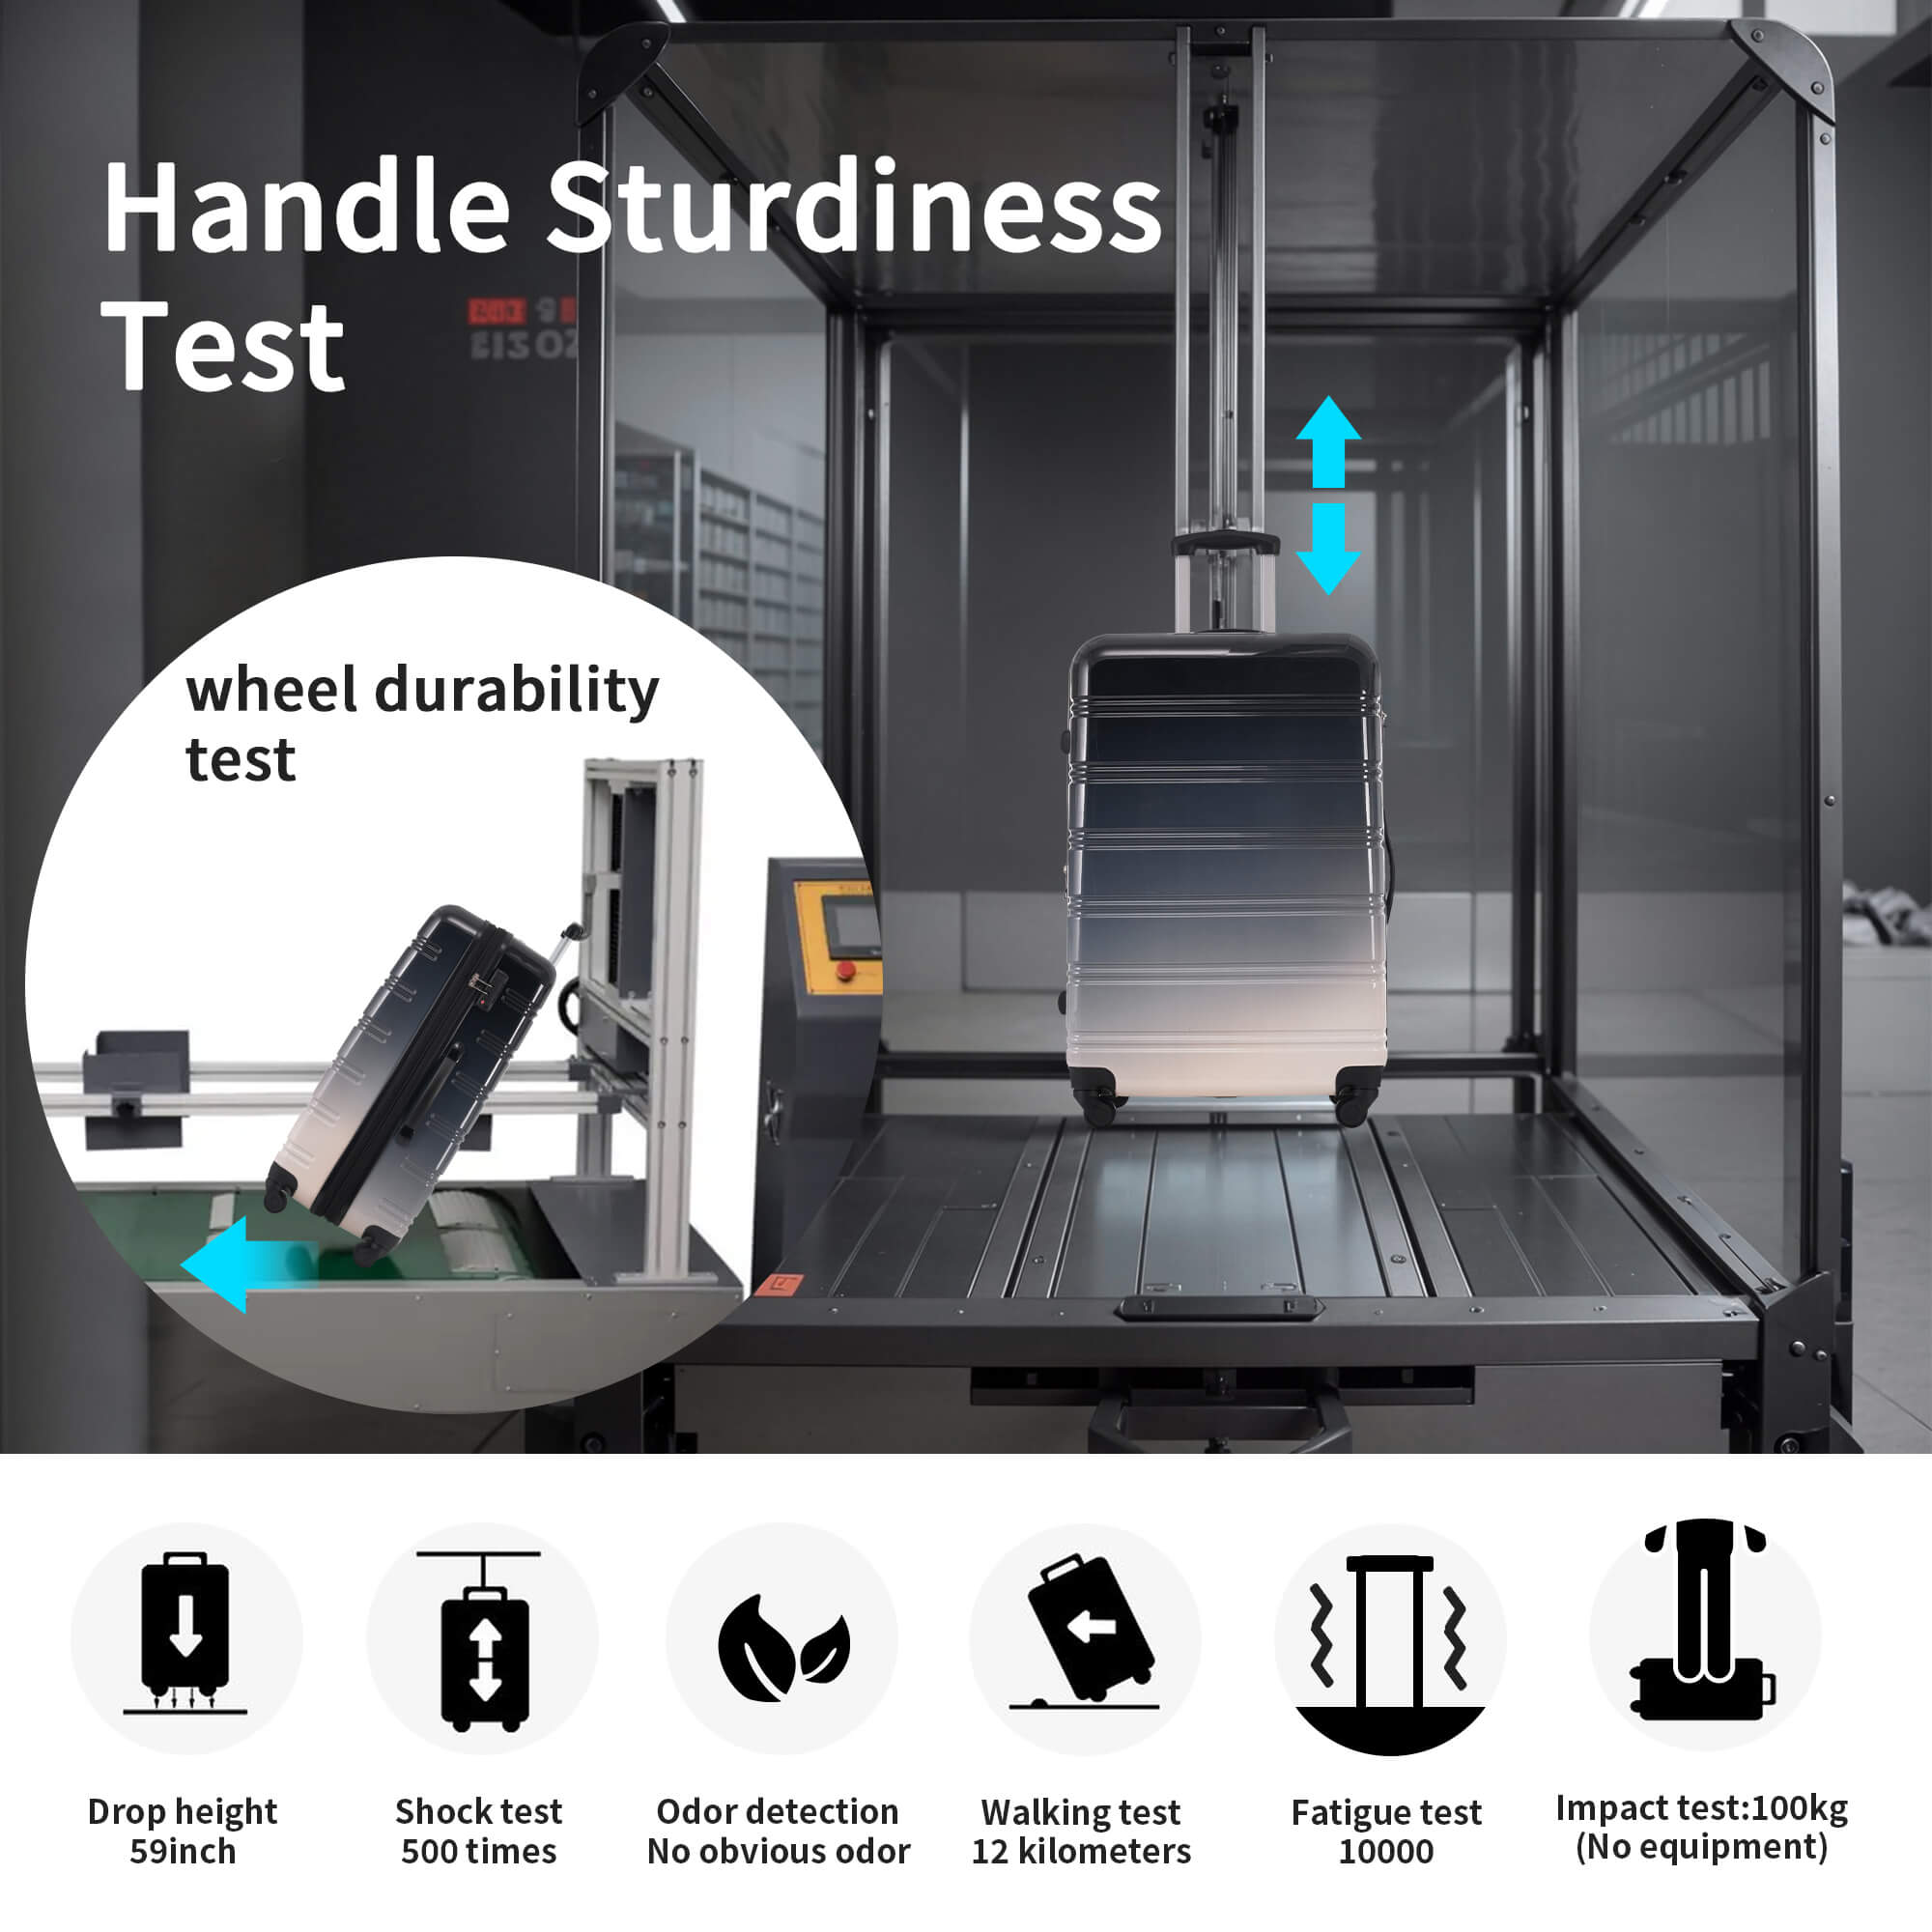 Handle Sturdiness
Test
wheel durability
test
Drop height
59inch
Shock test
500 times
Odor detection
No obvious odor
Walking test
12 kilometers
Fatigue test
10000
Impact test:100kg
(No equipment)